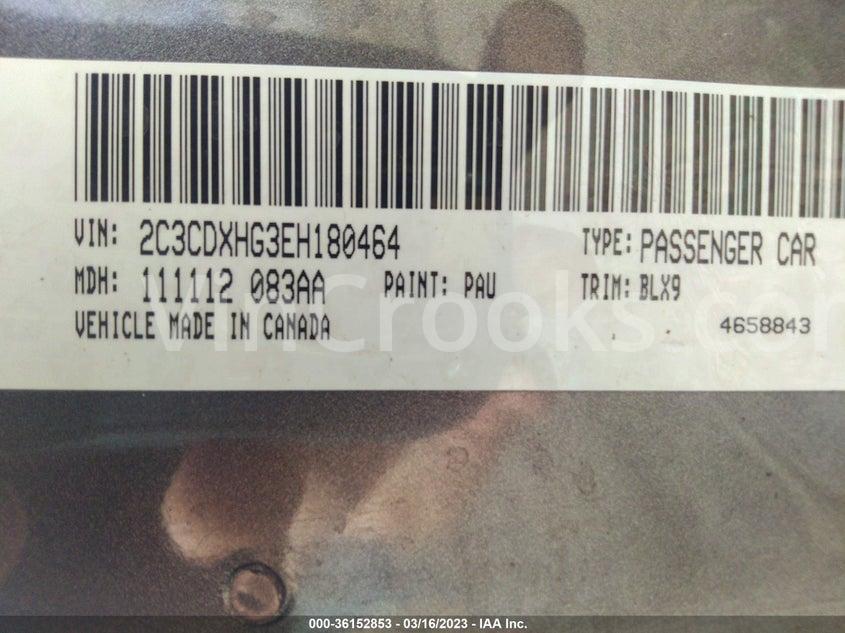 VIN: 2C3CDXHG3EH180464 TYPE: PASSENGER CAR
MDH: 111112 083AA PAINT: PAU TRIM: BLX9
VEHICLE MADE IN CANADA 4658843
VinCrooks.com
000-36152853 - 03/16/2023 - IAA Inc.